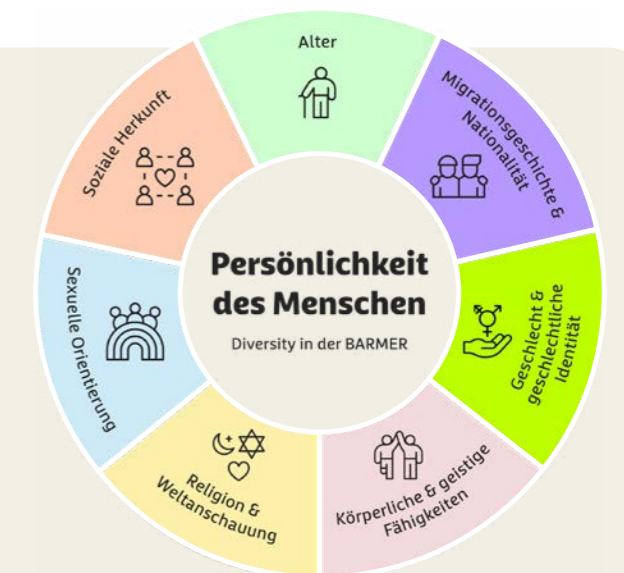 Alter
Migrationsgeschichte &
Nationalität
Geschlecht &
geschlechtliche
Identität
Körperliche & geistige
Fähigkeiten
Religion &
Weltanschauung
Sexuelle Orientierung
Soziale Herkunft
Persönlichkeit
des Menschen
Diversity in der BARMER